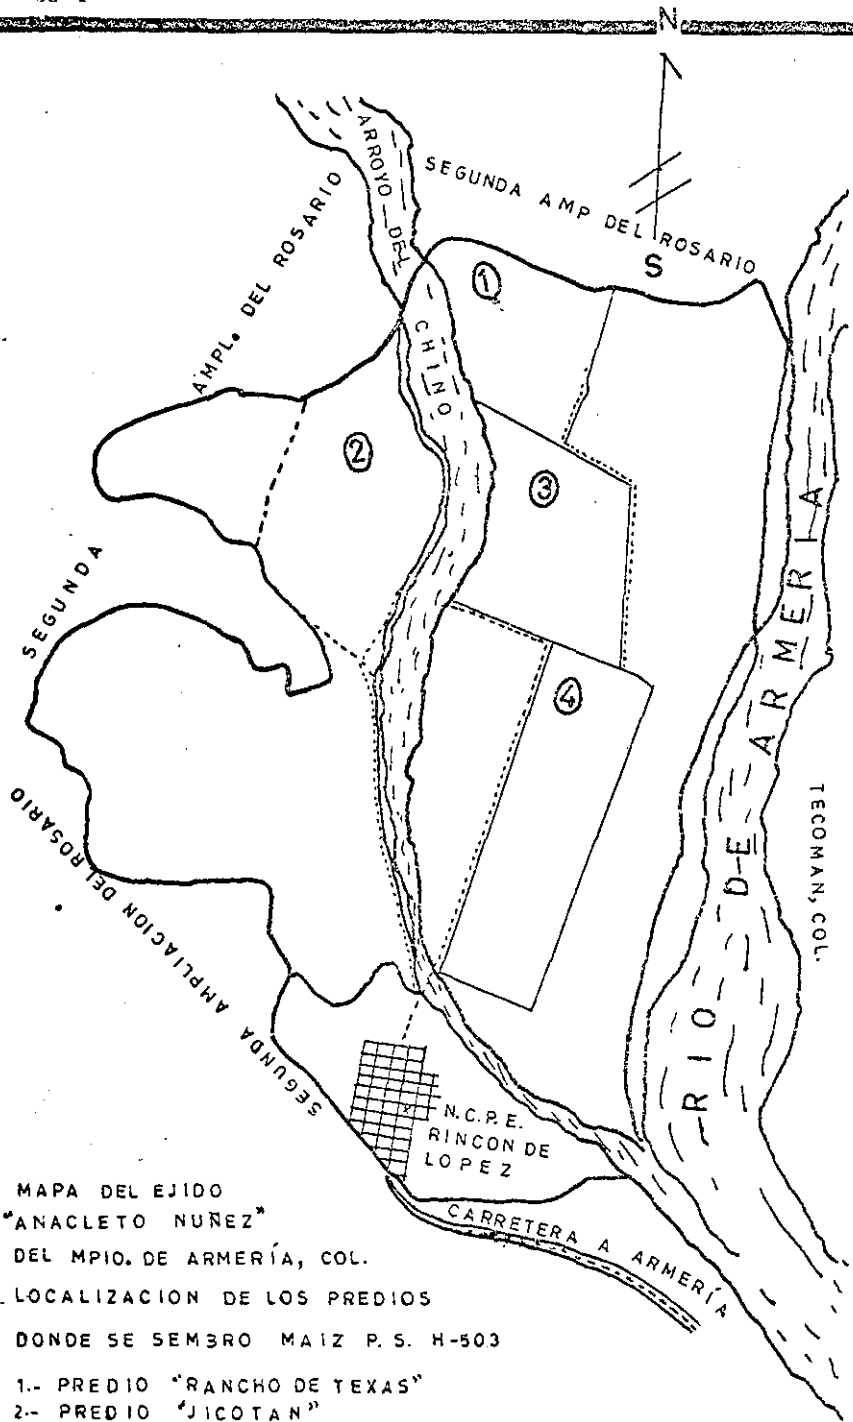 N
ARROYO DEL CHINO
SEGUNDA AMP DEL ROSARIO
S
AMPL. DEL ROSARIO
1
2
3
4
SEGUNDA
SEGUNDA AMPLIACION DEL ROSARIO
RIO DE ARMERIA
TECOMAN, COL.
N.C.P.E.
RINCON DE
LOPEZ
CARRETERA A ARMERÍA
MAPA DEL EJIDO
"ANACLETO NUÑEZ"
DEL MPIO. DE ARMERÍA, COL.
LOCALIZACION DE LOS PREDIOS
DONDE SE SEMBRO MAIZ P.S. H-503
1.- PREDIO "RANCHO DE TEXAS"
2.- PREDIO "JICOTAN"